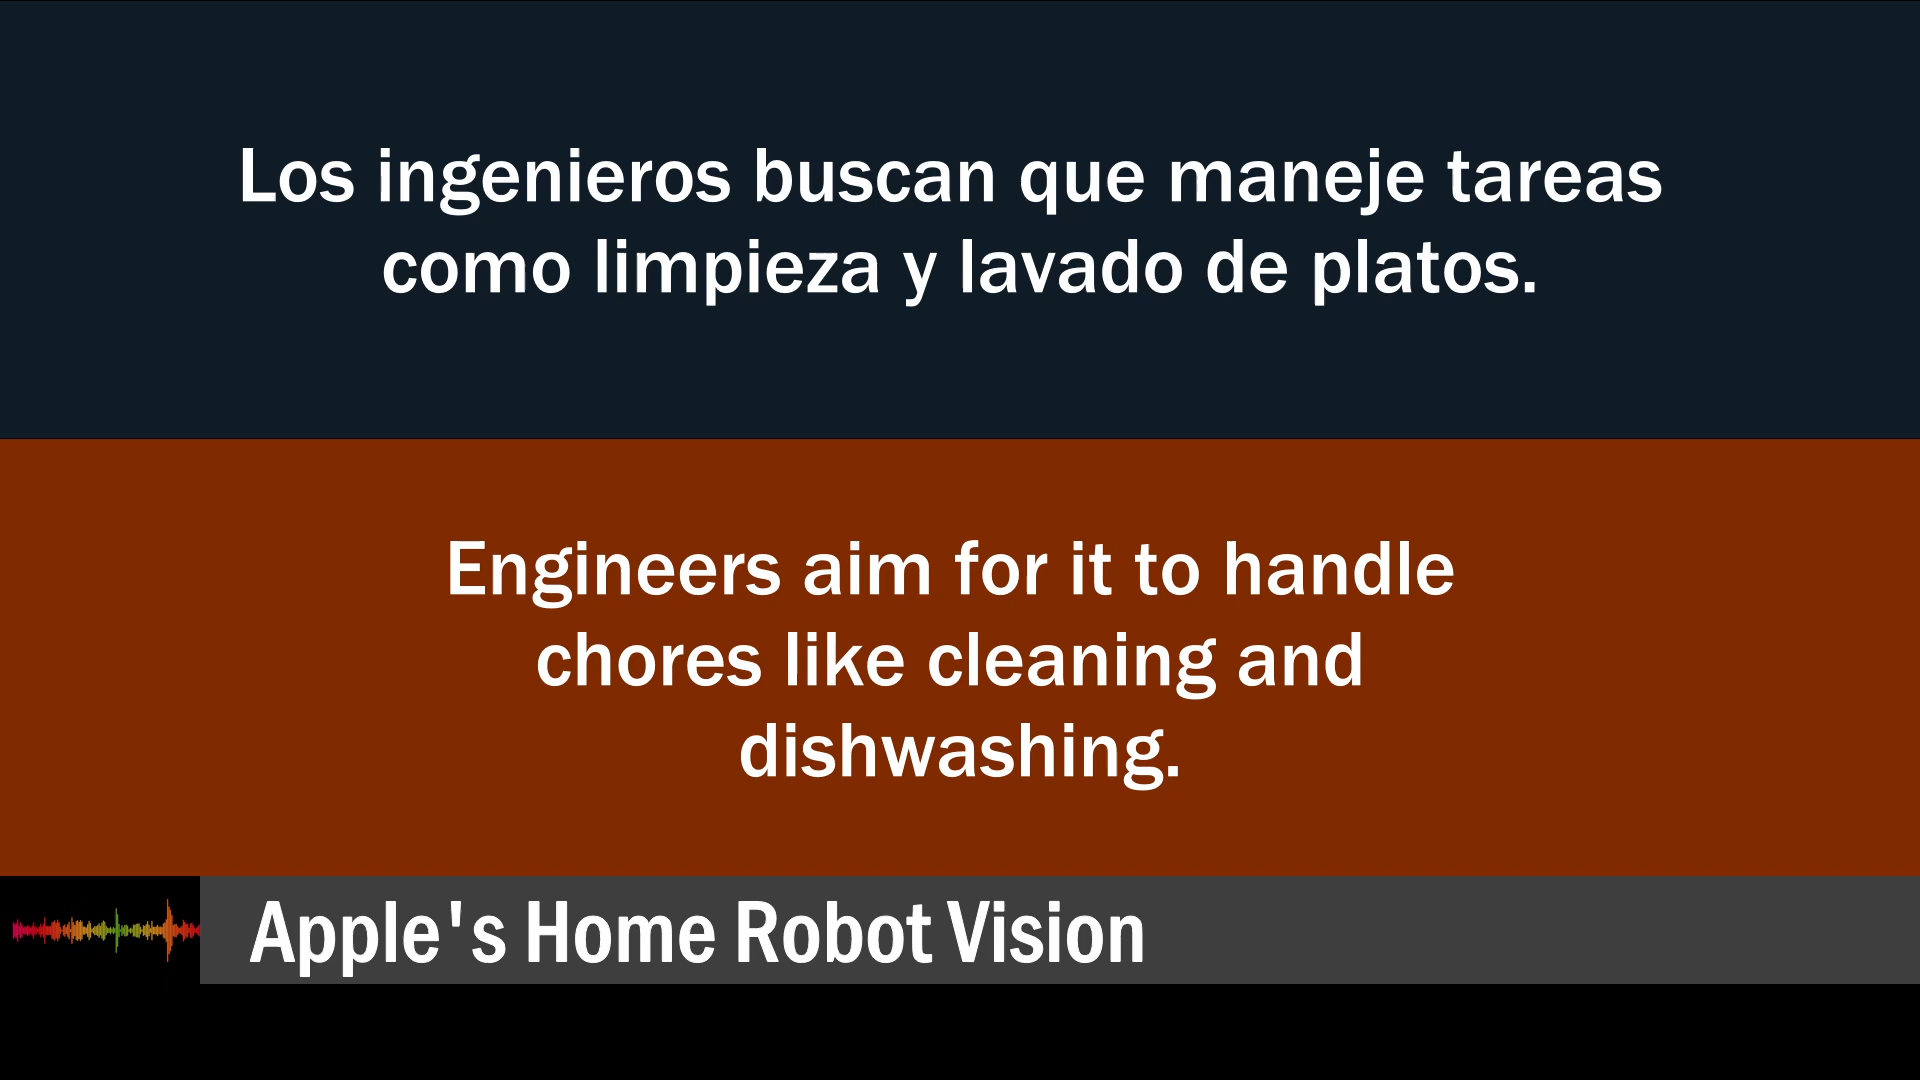 Los ingenieros buscan que maneje tareas
como limpieza y lavado de platos.
Engineers aim for it to handle
chores like cleaning and
dishwashing.
Apple's Home Robot Vision